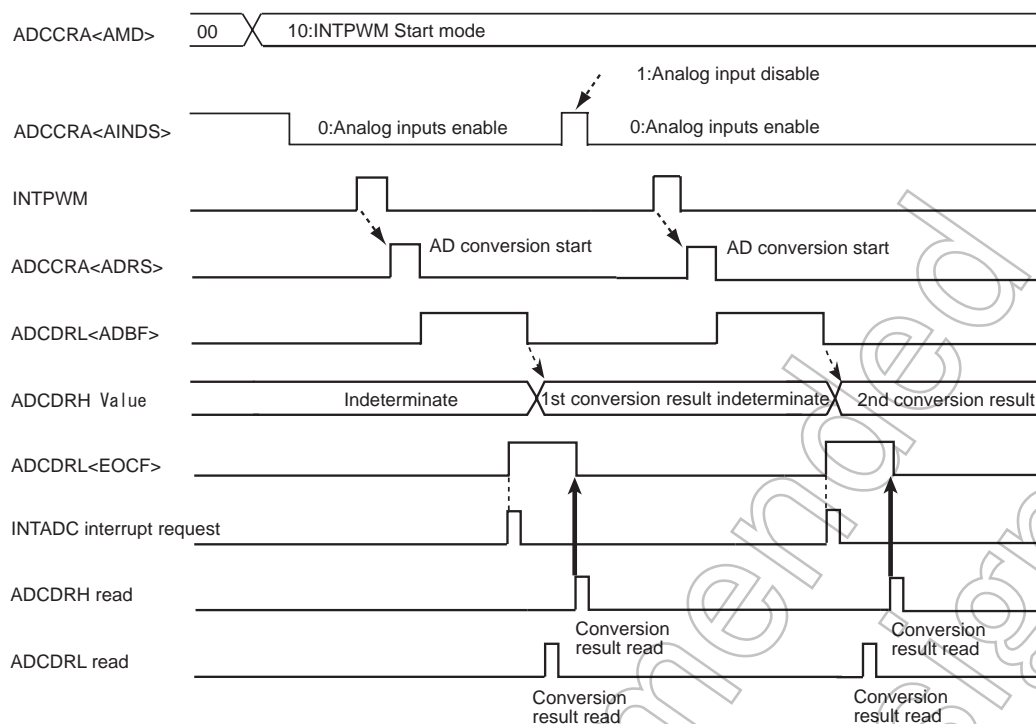 ADCCRA<AMD> 00 10:INTPWM Start mode
1:Analog input disable
ADCCRA<AINDS> 0:Analog inputs enable 0:Analog inputs enable
INTPWM
AD conversion start AD conversion start
ADCCRA<ADRS>
ADCDRL<ADBF>
ADCDRH Value Indeterminate 1st conversion result indeterminate 2nd conversion result
ADCDRL<EOCF>
INTADC interrupt request
ADCDRH read
Conversion
result read
Conversion
result read
ADCDRL read
Conversion
result read
Conversion
result read
mended
sign